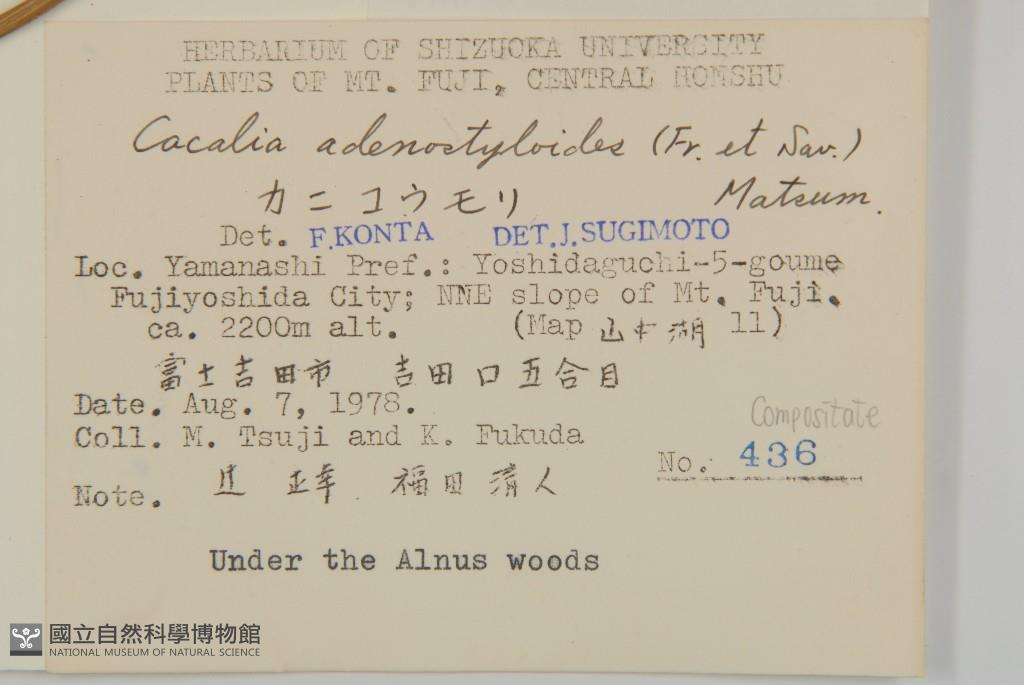 HERBARIUM OF SHIZUOKA UNIVERSITY
PLANTS OF MT. FUJI, CENTRAL HONSHU
Cacalia adenostyloides (Fr. et Sav.)
カニコウモリ Matsum.
Det. F.KONTA DET.J.SUGIMOTO
Loc. Yamanashi Pref.: Yoshidaguchi-5-goume
Fujiyoshida City; NNE slope of Mt. Fuji.
ca. 2200m alt. (Map 山中湖 11)
富士吉田市 吉田口五合目
Date. Aug. 7, 1978.
Compositate
Coll. M. Tsuji and K. Fukuda
No. 436
Note. 辻 正幸 福田清人
Under the Alnus woods
國立自然科學博物館
NATIONAL MUSEUM OF NATURAL SCIENCE